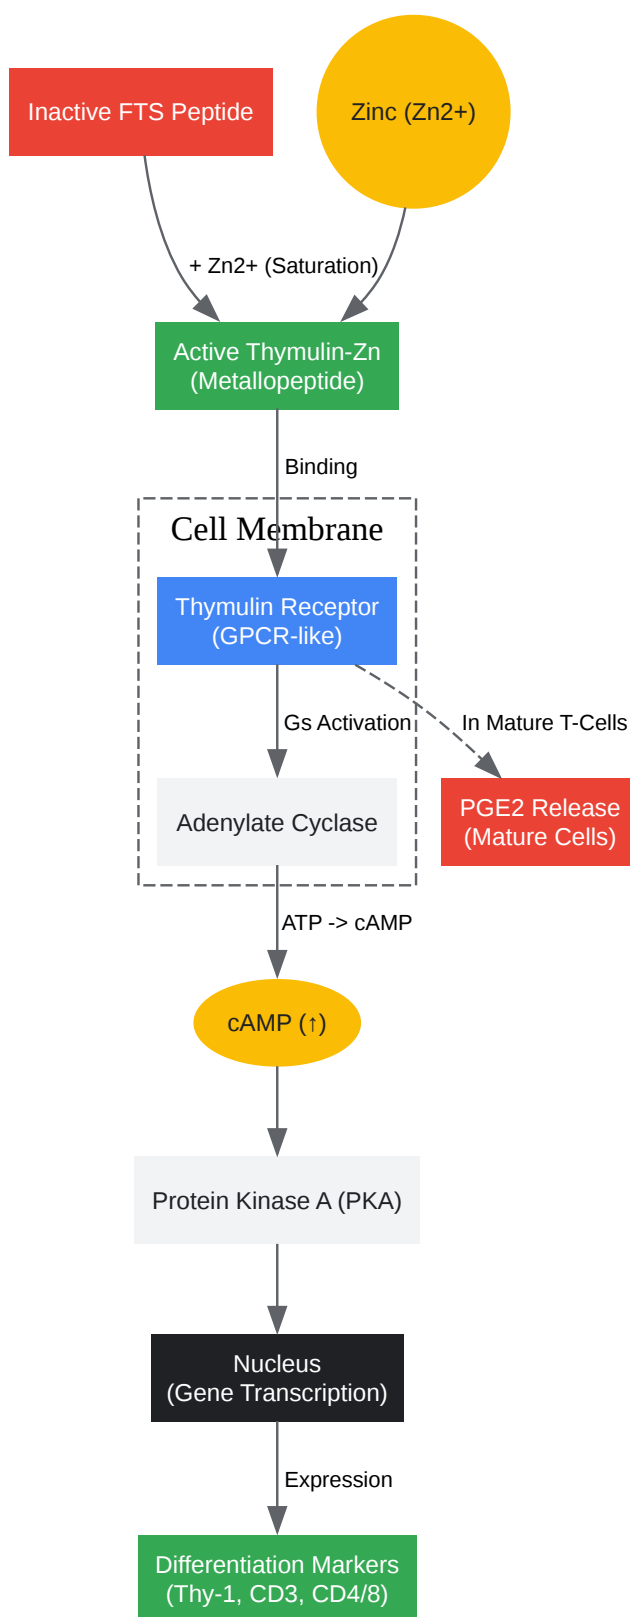 Inactive FTS Peptide
Zinc (Zn2+)
+ Zn2+ (Saturation)
Active Thymulin-Zn
(Metallopeptide)
Binding
Cell Membrane
Thymulin Receptor
(GPCR-like)
Gs Activation
In Mature T-Cells
Adenylate Cyclase
PGE2 Release
(Mature Cells)
ATP -> cAMP
cAMP (↑)
Protein Kinase A (PKA)
Nucleus
(Gene Transcription)
Expression
Differentiation Markers
(Thy-1, CD3, CD4/8)